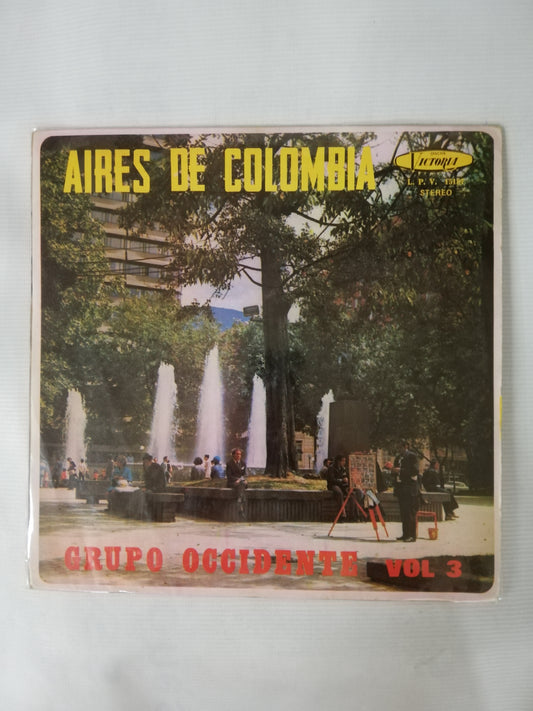 AIRES DE COLOMBIA
VICTORIA
L. P. V.
STEREO
GRUPO OCCIDENTE VOL 3